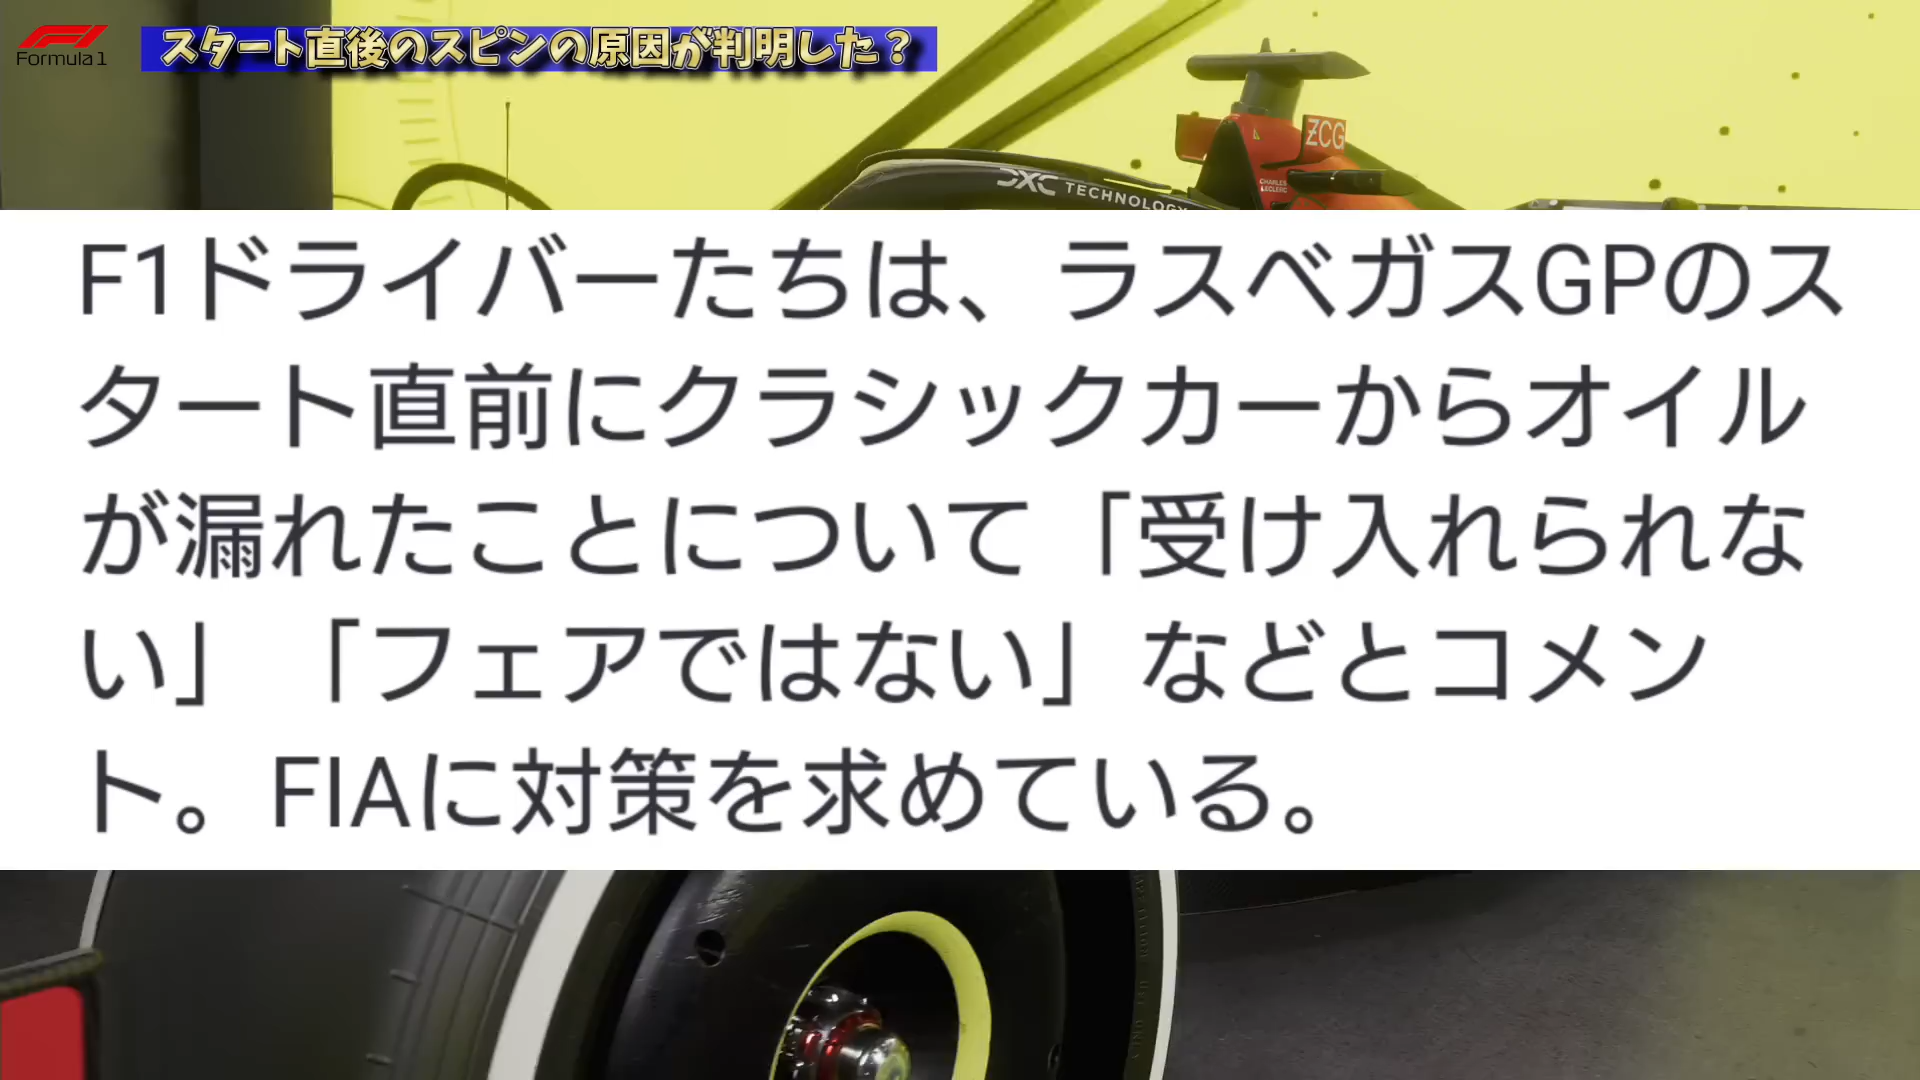 Formula 1
スタート直後のスピンの原因が判明した？
ZCG
CHARLES
LECLERC
DXC TECHNOLOGY
F1ドライバーたちは、ラスベガスGPのス
タート直前にクラシックカーからオイル
が漏れたことについて「受け入れられな
い」「フェアではない」などとコメン
ト。FIAに対策を求めている。